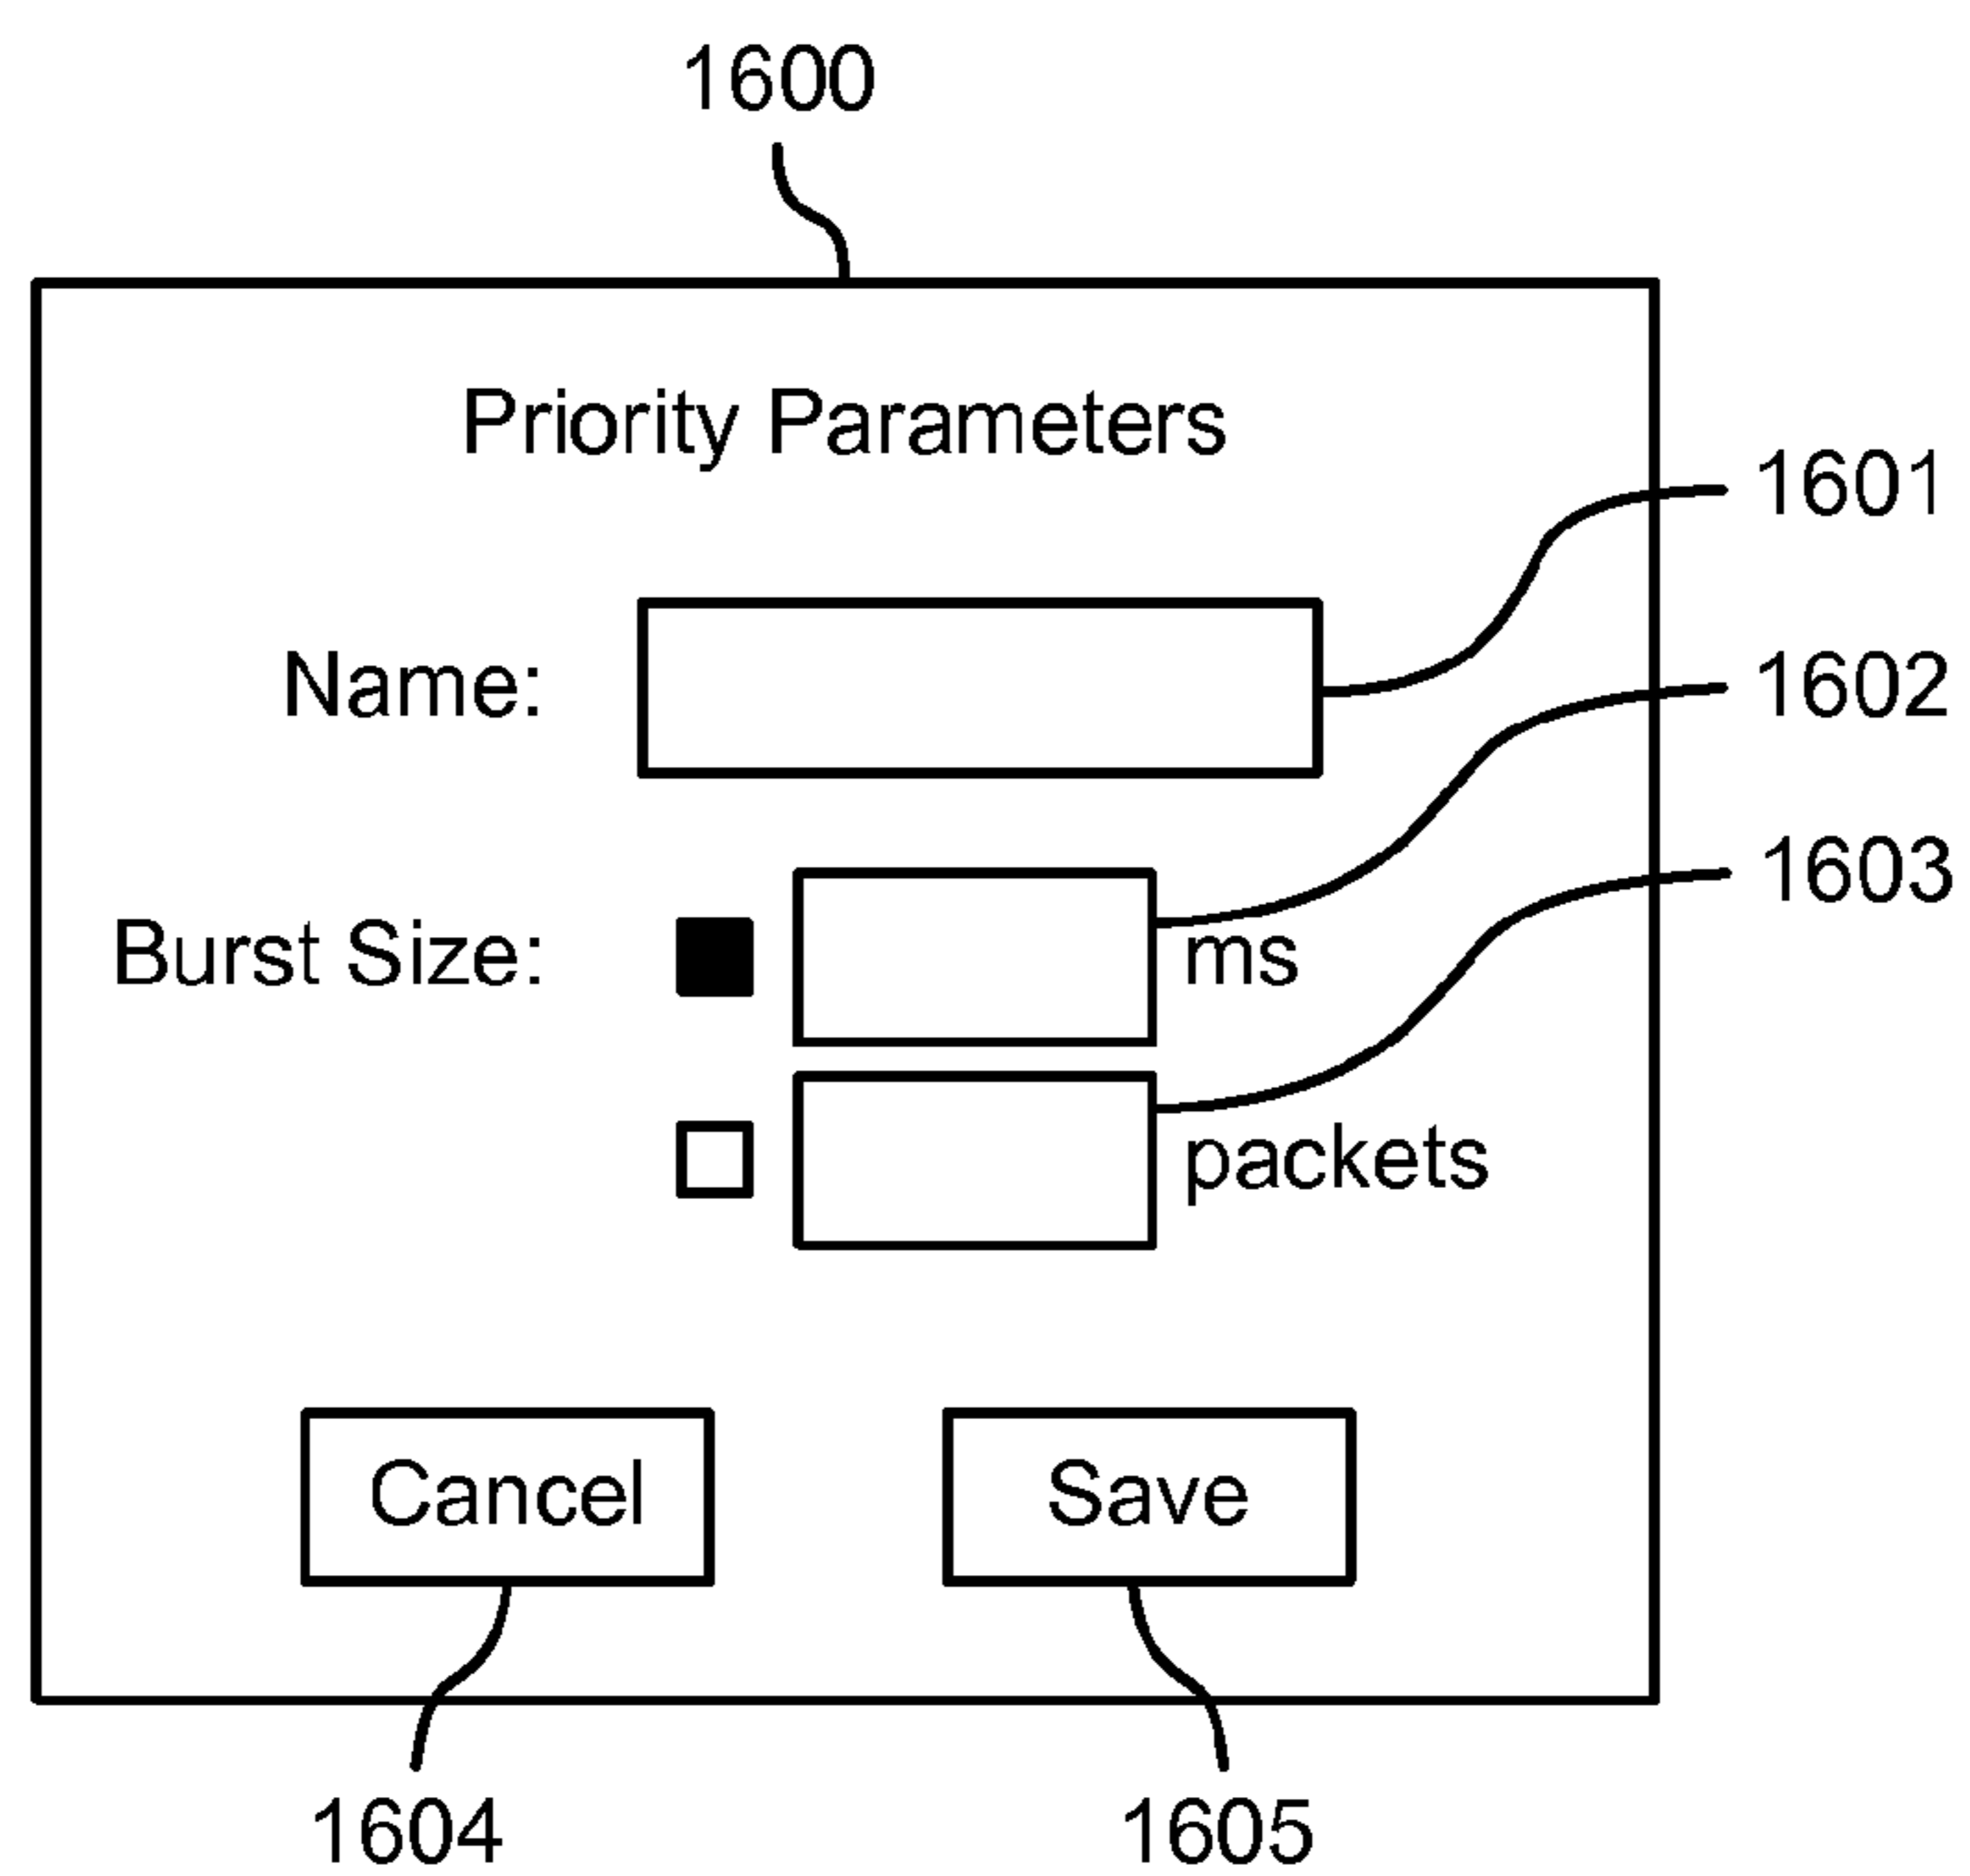 1600
Priority Parameters
1601
Name:
1602
1603
Burst Size:
ms
packets
Cancel
Save
1604
1605